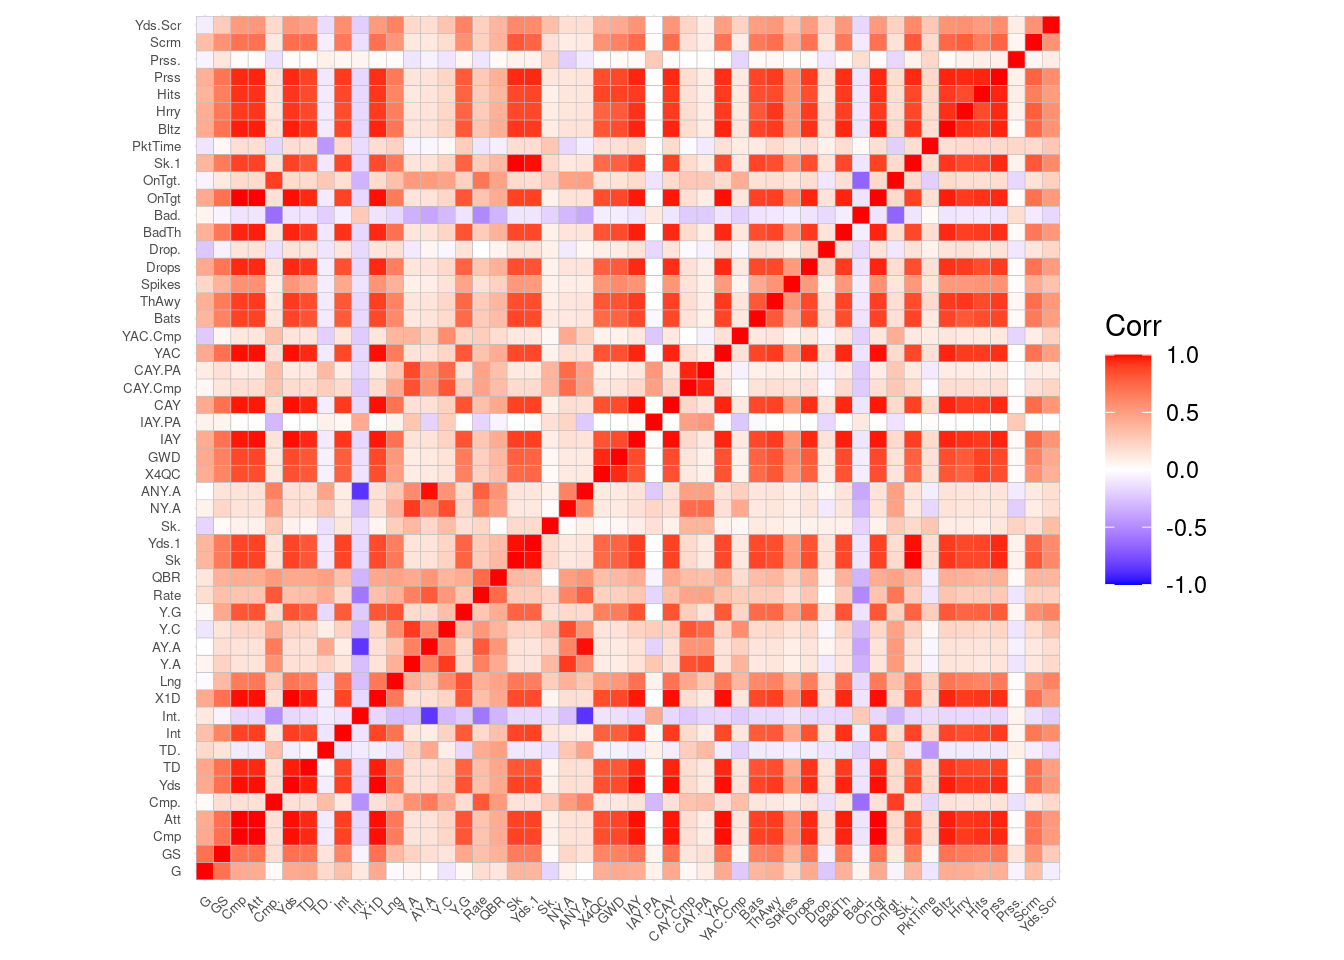 Yds.Scr
Scrm
Prss.
Prss
Hits
Hrry
Bltz
PktTime
Sk.1
OnTgt.
OnTgt
Bad.
BadTh
Drop.
Drops
Spikes
ThAwy
Bats
YAC.Cmp
YAC
CAY.PA
CAY.Cmp
CAY
IAY.PA
IAY
GWD
X4QC
ANY.A
NY.A
Sk.
Yds.1
Sk
QBR
Rate
Y.G
Y.C
AY.A
Y.A
Lng
X1D
Int.
Int
TD.
TD
Yds
Cmp.
Att
Cmp
GS
G
G
GS
Cmp
Att
Cmp.
Yds
TD
TD.
Int
Int.
X1D
Lng
Y.A
AY.A
Y.C
Y.G
Rate
QBR
Sk
Yds.1
Sk.
NY.A
ANY.A
X4QC
GWD
IAY
IAY.PA
CAY
CAY.Cmp
CAY.PA
YAC
YAC.Cmp
Bats
ThAwy
Spikes
Drops
Drop.
BadTh
Bad.
OnTgt
OnTgt.
Sk.1
PktTime
Bltz
Hrry
Hits
Prss
Prss.
Scrm
Yds.Scr
Corr
1.0
0.5
0.0
-0.5
-1.0